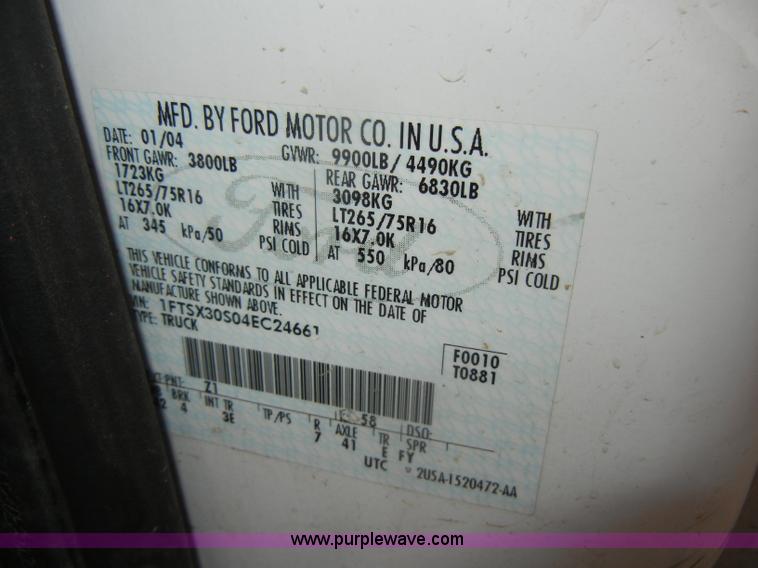 MFD. BY FORD MOTOR CO. IN U.S.A.
DATE: 01/04 GVWR: 9900LB/ 4490KG
FRONT GAWR: 3800LB REAR GAWR: 6830LB
1723KG 3098KG
LT265/75R16 WITH TIRES LT265/75R16 WITH TIRES
16X7.0K RIMS 16X7.0K RIMS
AT 345 kPa/50 PSI COLD AT 550 kPa/80 PSI COLD
Ford
THIS VEHICLE CONFORMS TO ALL APPLICABLE FEDERAL MOTOR
VEHICLE SAFETY STANDARDS IN EFFECT ON THE DATE OF
MANUFACTURE SHOWN ABOVE.
1FTSX30S04EC24661
TYPE: TRUCK
F0010
T0881
Z1
58 DSO:
BRK INT TR TP/PS R AXLE TR SPR
4 3E 7 41 E FY
UTC 2U5A-1520472-AA
www.purplewave.com